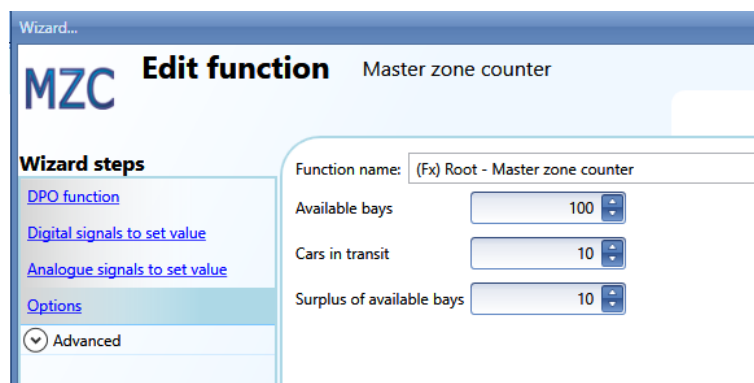 Wizard...
MZC
Edit function Master zone counter
Wizard steps
DPO function
Digital signals to set value
Analogue signals to set value
Options
Advanced
Function name: (Fx) Root - Master zone counter
Available bays 100
Cars in transit 10
Surplus of available bays 10